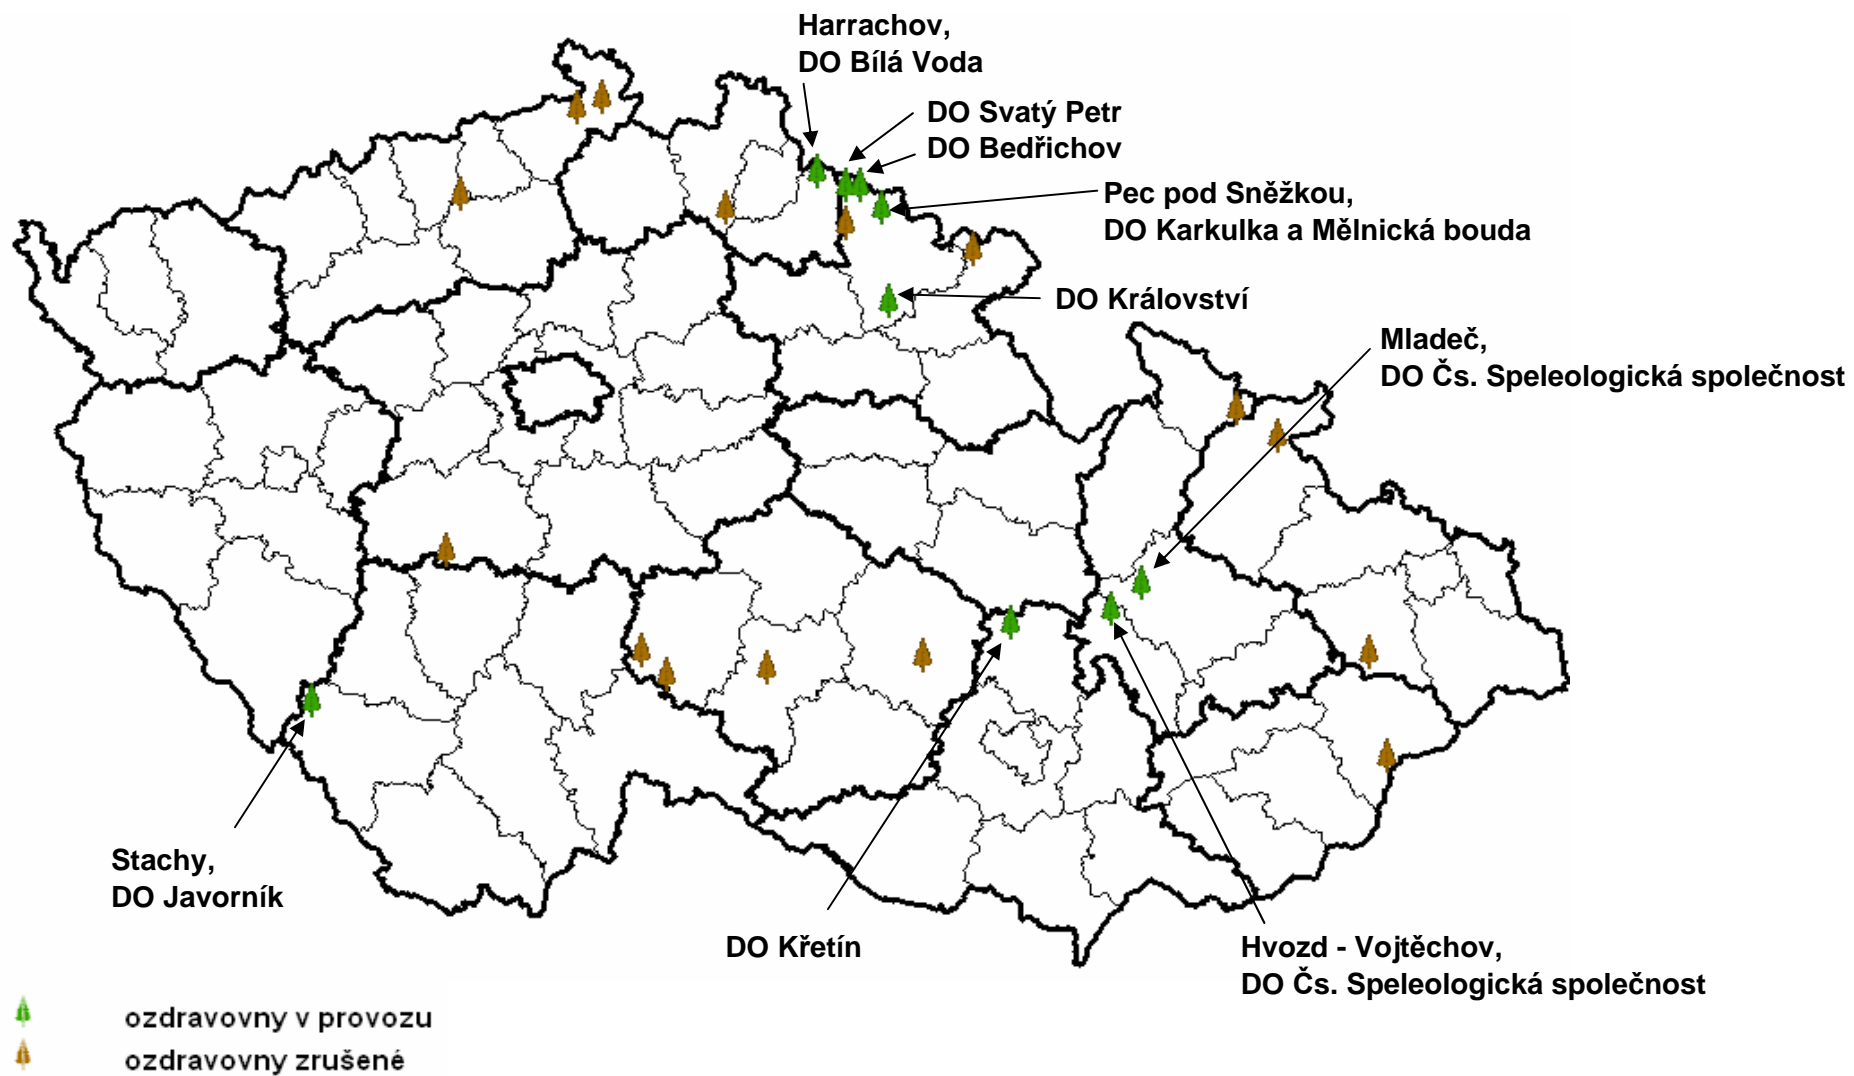 Harrachov,
DO Bílá Voda
DO Svatý Petr
DO Bedřichov
Pec pod Sněžkou,
DO Karkulka a Mělnická bouda
DO Království
Mladeč,
DO Čs. Speleologická společnost
Stachy,
DO Javorník
DO Křetín
Hvozd - Vojtěchov,
DO Čs. Speleologická společnost
ozdravovny v provozu
ozdravovny zrušené